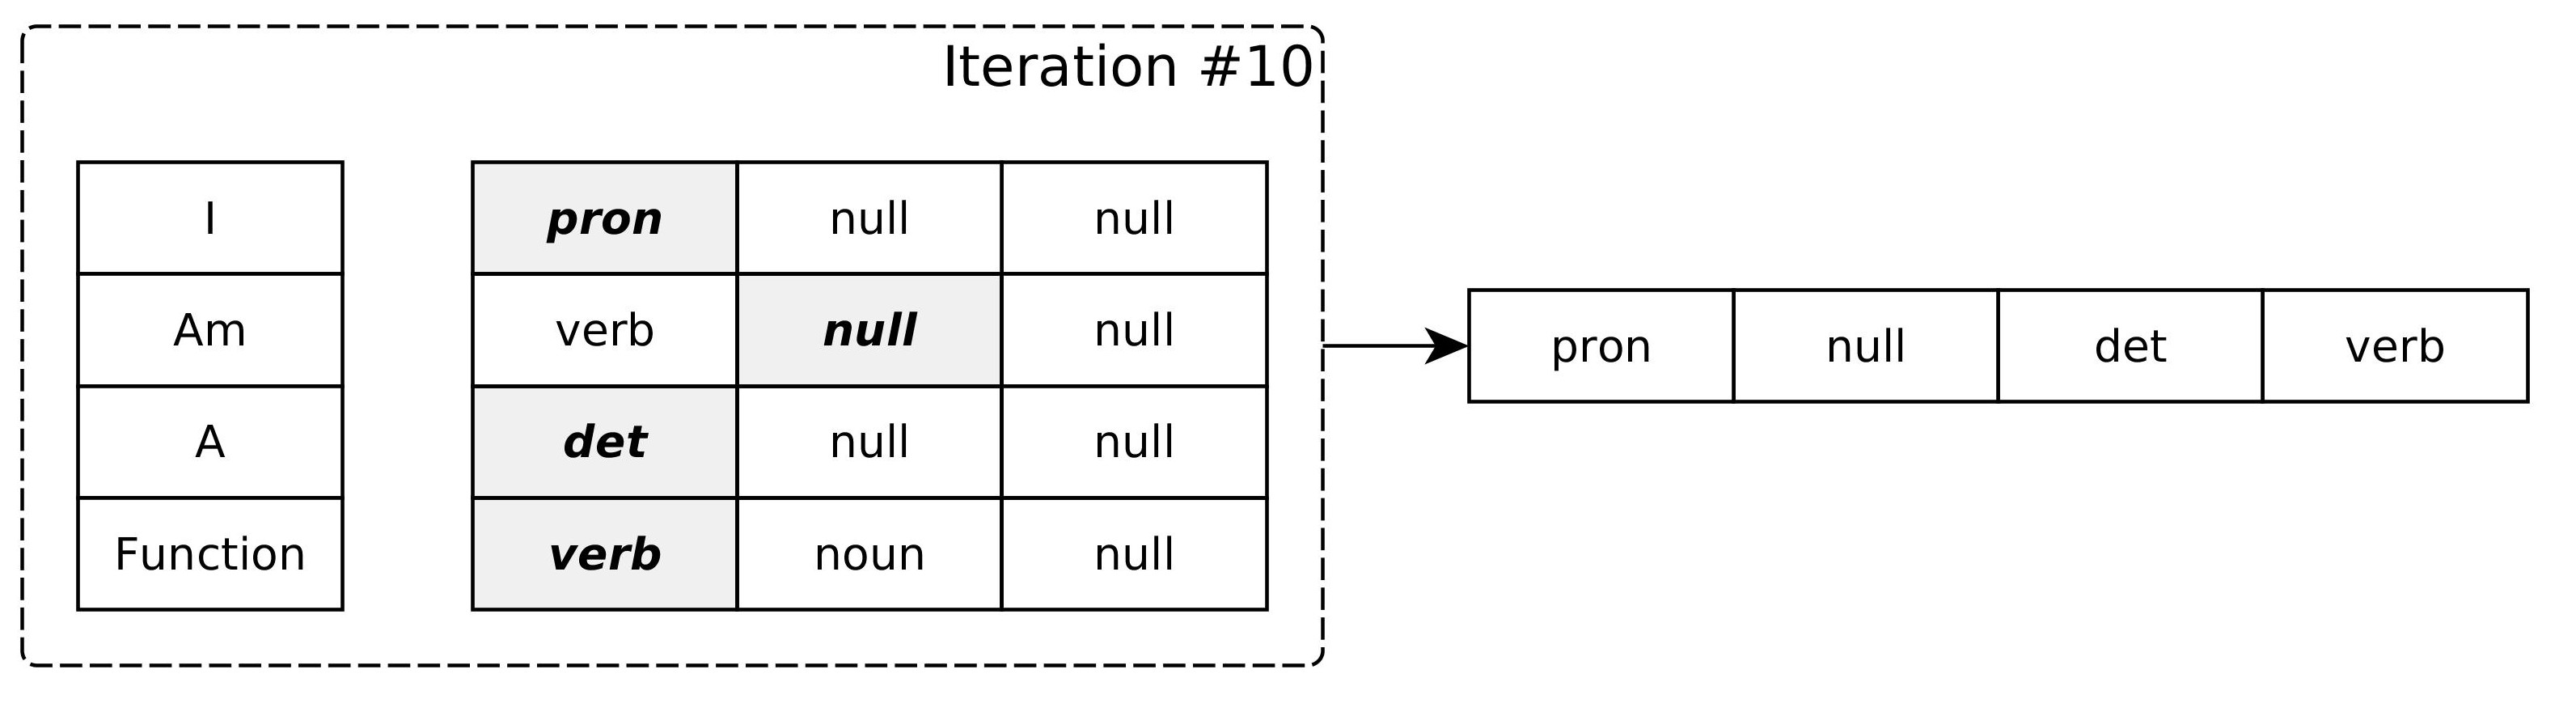 Iteration #10
I pron null null
Am verb null null
A det null null
Function verb noun null
pron null det verb